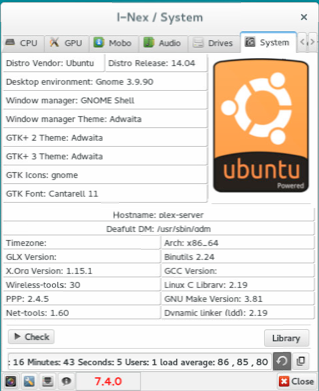 I-Nex / System
CPU GPU Mobo Audio Drives System
Distro Vendor: Ubuntu Distro Release: 14.04
Desktop environment: Gnome 3.9.90
Window manager: GNOME Shell
Window manager Theme: Adwaita
GTK+ 2 Theme: Adwaita
GTK+ 3 Theme: Adwaita
GTK Icons: gnome
GTK Font: Cantarell 11
ubuntu
Powered
Hostname: plex-server
Deafult DM: /usr/sbin/gdm
Timezone: Arch: x86_64
GLX Version: Binutils 2.24
X.Org Version: 1.15.1 GCC Version:
Wireless-tools: 30 Linux C Library: 2.19
PPP: 2.4.5 GNU Make Version: 3.81
Net-tools: 1.60 Dynamic linker (ldd): 2.19
Check Library
: 16 Minutes: 43 Seconds: 5 Users: 1 load average: 86 , 85 , 80
7.4.0 Close